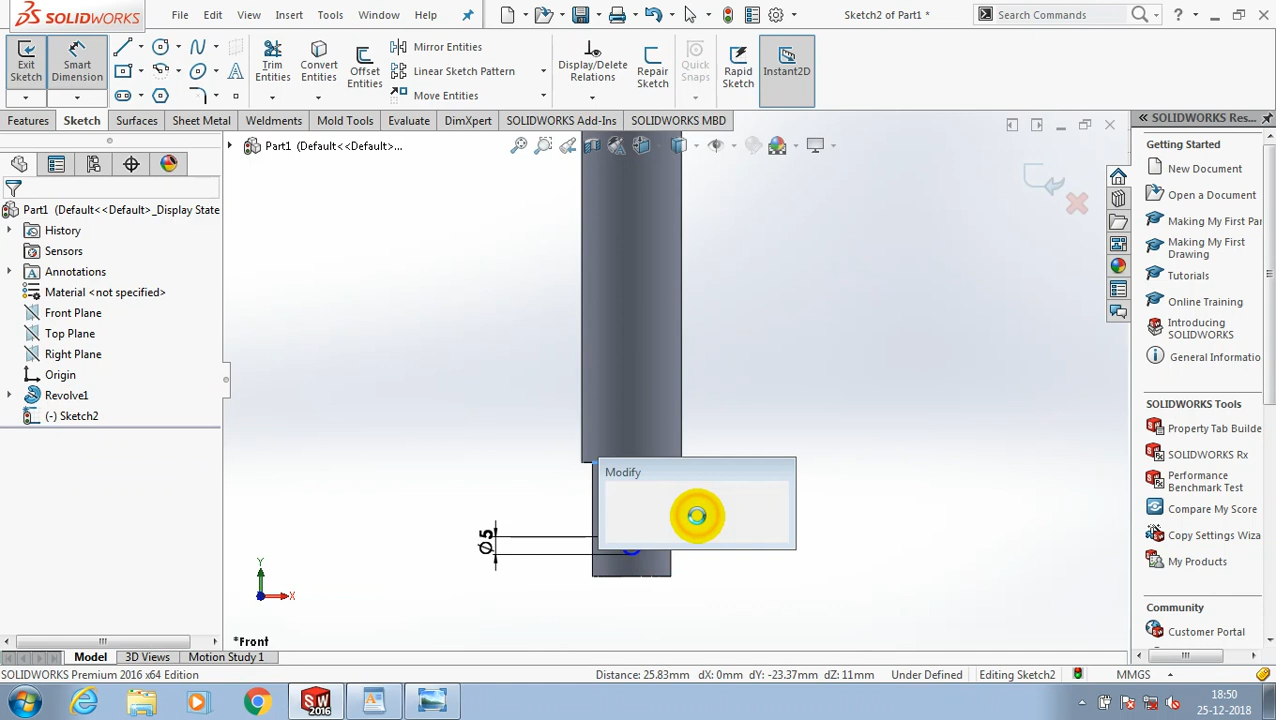 SOLIDWORKS
File
Edit
View
Insert
Tools
Window
Help
Sketch2 of Part1 *
Search Commands
?
Exit
Sketch
Smart
Dimension
Trim
Entities
Convert
Entities
Offset
Entities
Mirror Entities
Linear Sketch Pattern
Move Entities
Display/Delete
Relations
Repair
Sketch
Quick
Snaps
Rapid
Sketch
Instant2D
Features
Sketch
Surfaces
Sheet Metal
Weldments
Mold Tools
Evaluate
DimXpert
SOLIDWORKS Add-Ins
SOLIDWORKS MBD
Part1 (Default<<Default>...
Part1 (Default<<Default>_Display State
History
Sensors
Annotations
Material <not specified>
Front Plane
Top Plane
Right Plane
Origin
Revolve1
(-) Sketch2
Modify
Ø5
Y
X
*Front
SOLIDWORKS Res...
Getting Started
New Document
Open a Document
Making My First Par
Making My First
Drawing
Tutorials
Online Training
Introducing
SOLIDWORKS
General Informatio
SOLIDWORKS Tools
Property Tab Builde
SOLIDWORKS Rx
Performance
Benchmark Test
Compare My Score
Copy Settings Wiza
My Products
Community
Customer Portal
Model
3D Views
Motion Study 1
SOLIDWORKS Premium 2016 x64 Edition
Distance: 25.83mm
dX: 0mm
dY: -23.37mm
dZ: 11mm
Under Defined
Editing Sketch2
MMGS
SW
2016
18:50
25-12-2018